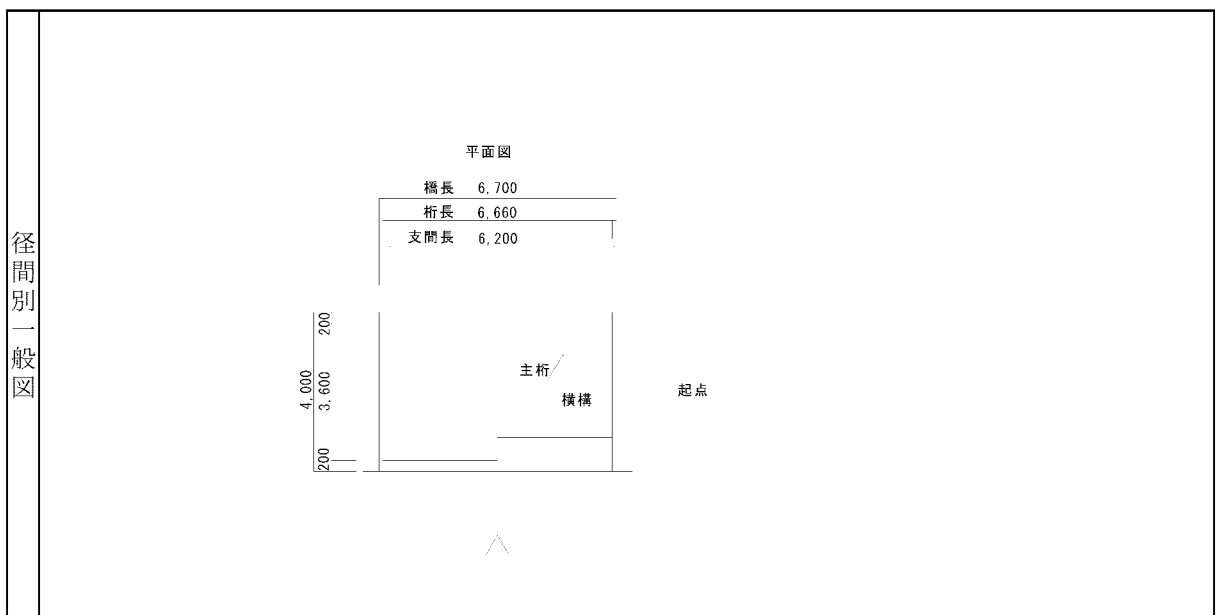 径間別一般図
平面図
橋長 6,700
桁長 6,660
支間長 6,200
200
4,000
3,600
200
主桁
横構
起点